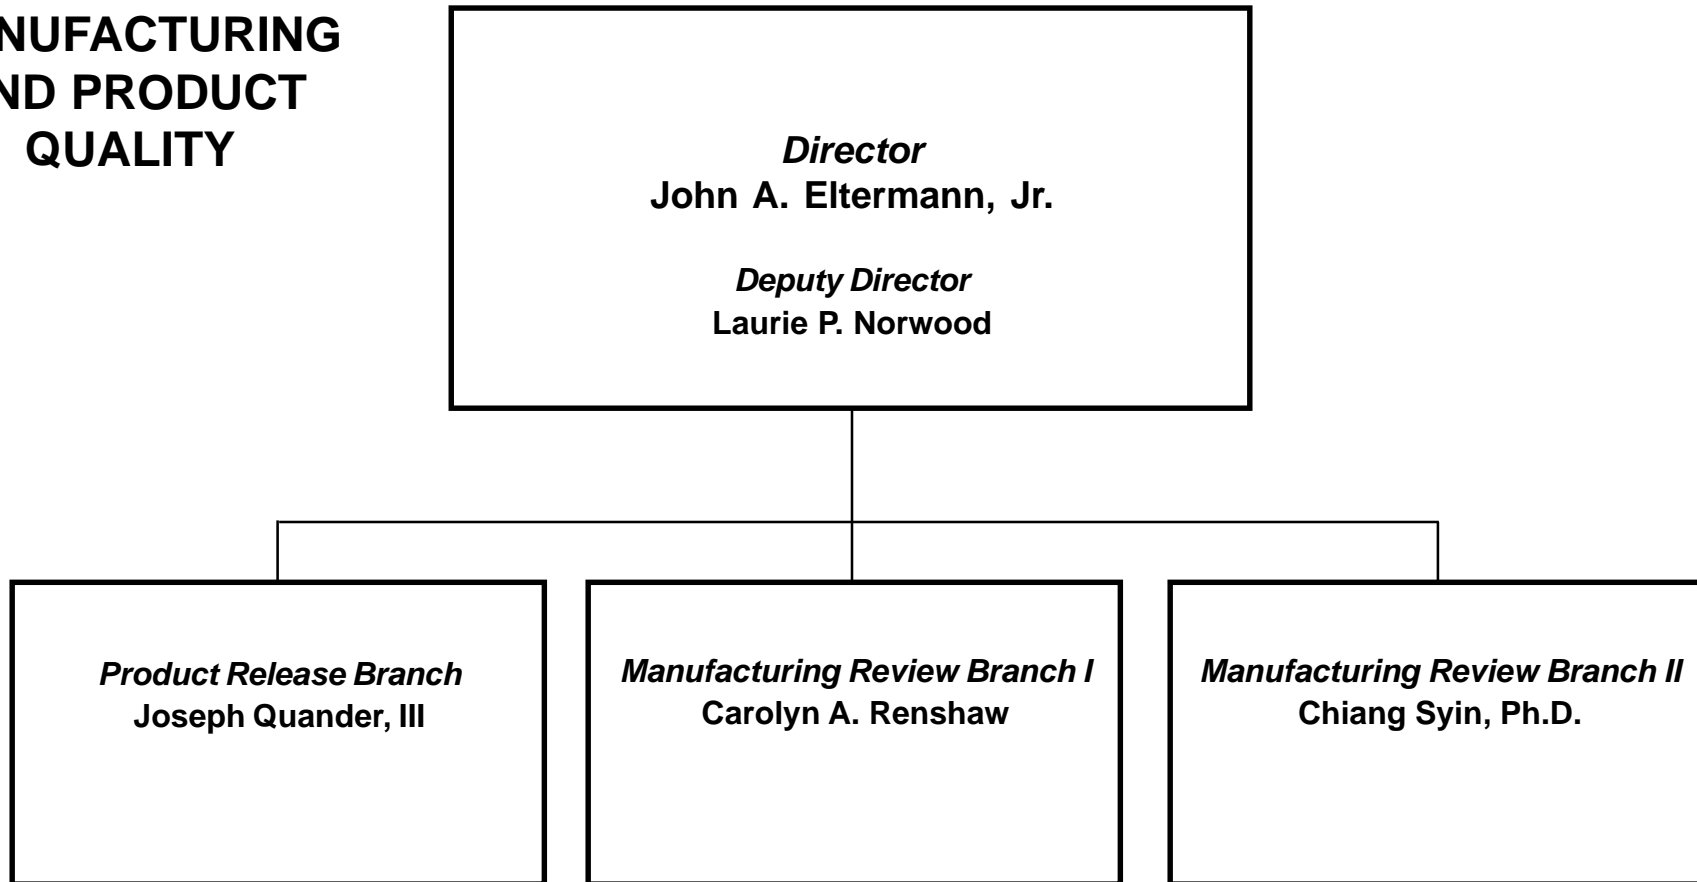 NUFACTURING
ND PRODUCT
QUALITY
Director
John A. Eltermann, Jr.
Deputy Director
Laurie P. Norwood
Product Release Branch
Joseph Quander, III
Manufacturing Review Branch I
Carolyn A. Renshaw
Manufacturing Review Branch II
Chiang Syin, Ph.D.